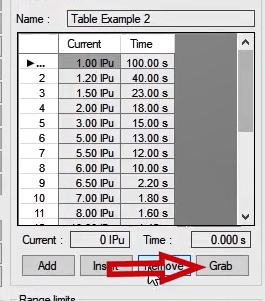 Name : Table Example 2
Current Time
▶... 1.00 IPu 100.00 s
2 1.20 IPu 40.00 s
3 1.50 IPu 23.00 s
4 2.00 IPu 18.00 s
5 3.00 IPu 15.00 s
6 5.00 IPu 13.00 s
7 5.50 IPu 12.00 s
8 6.00 IPu 10.00 s
9 6.50 IPu 2.20 s
10 7.00 IPu 1.80 s
11 8.00 IPu 1.60 s
Current : 0 IPu Time : 0.000 s
Add Insert Remove Grab
Range limits